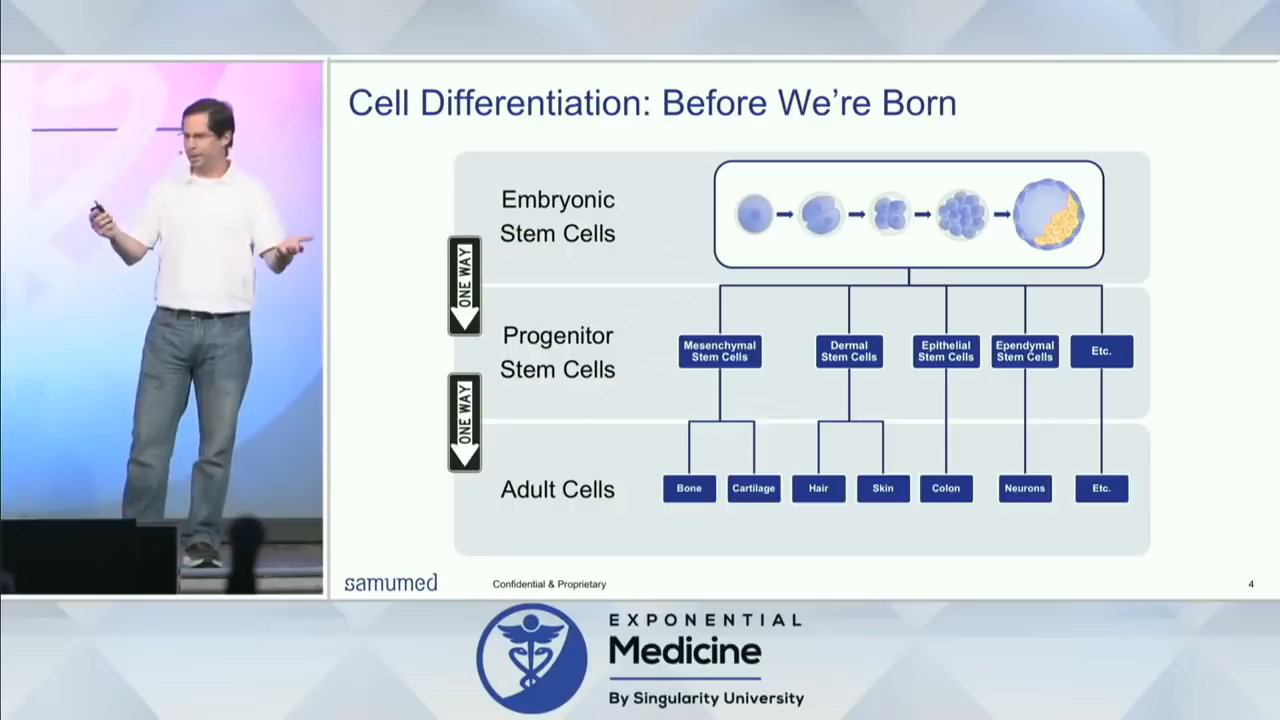 Cell Differentiation: Before We're Born
Embryonic
Stem Cells
ONE WAY
Progenitor
Stem Cells
Mesenchymal
Stem Cells
Dermal
Stem Cells
Epithelial
Stem Cells
Ependymal
Stem Cells
Etc.
ONE WAY
Adult Cells
Bone
Cartilage
Hair
Skin
Colon
Neurons
Etc.
samumed
Confidential & Proprietary
4
EXPONENTIAL
Medicine
By Singularity University